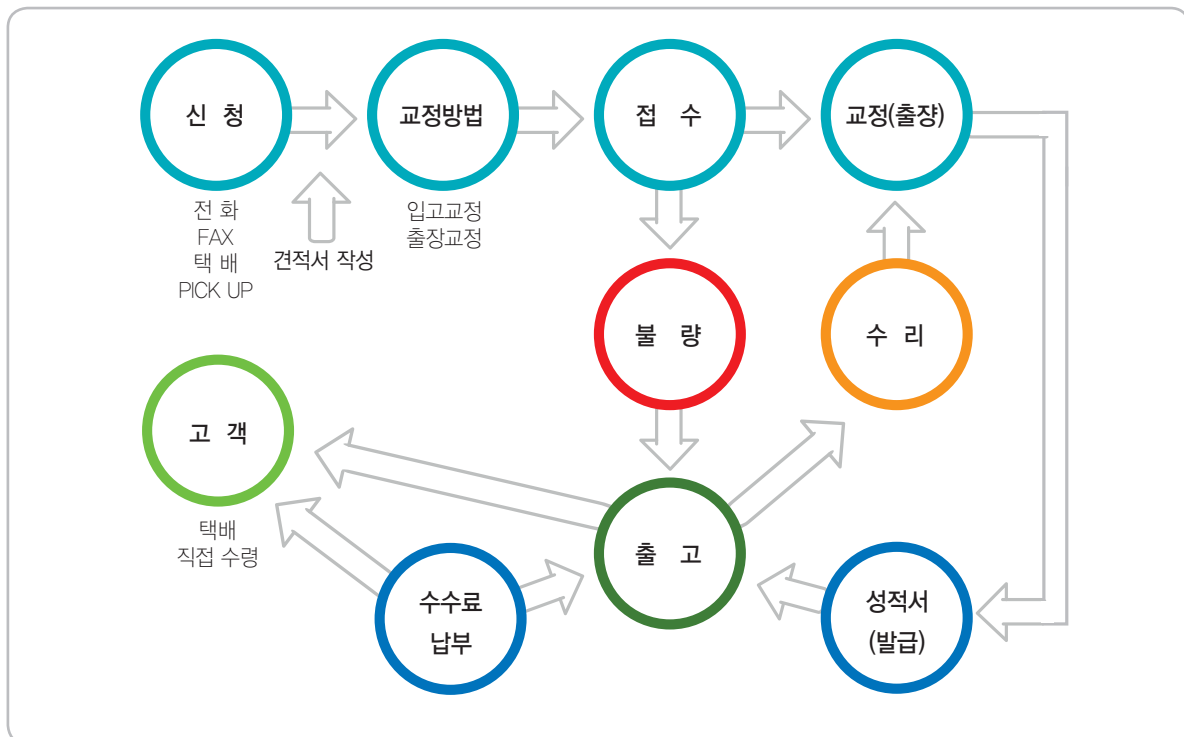 신 청
교정방법
접 수
교정(출쟝)
전 화
FAX
택 배
PICK UP
견적서 작성
입고교정
출장교정
불 량
수 리
고 객
택배
직접 수령
출 고
수수료
납부
성적서
(발급)